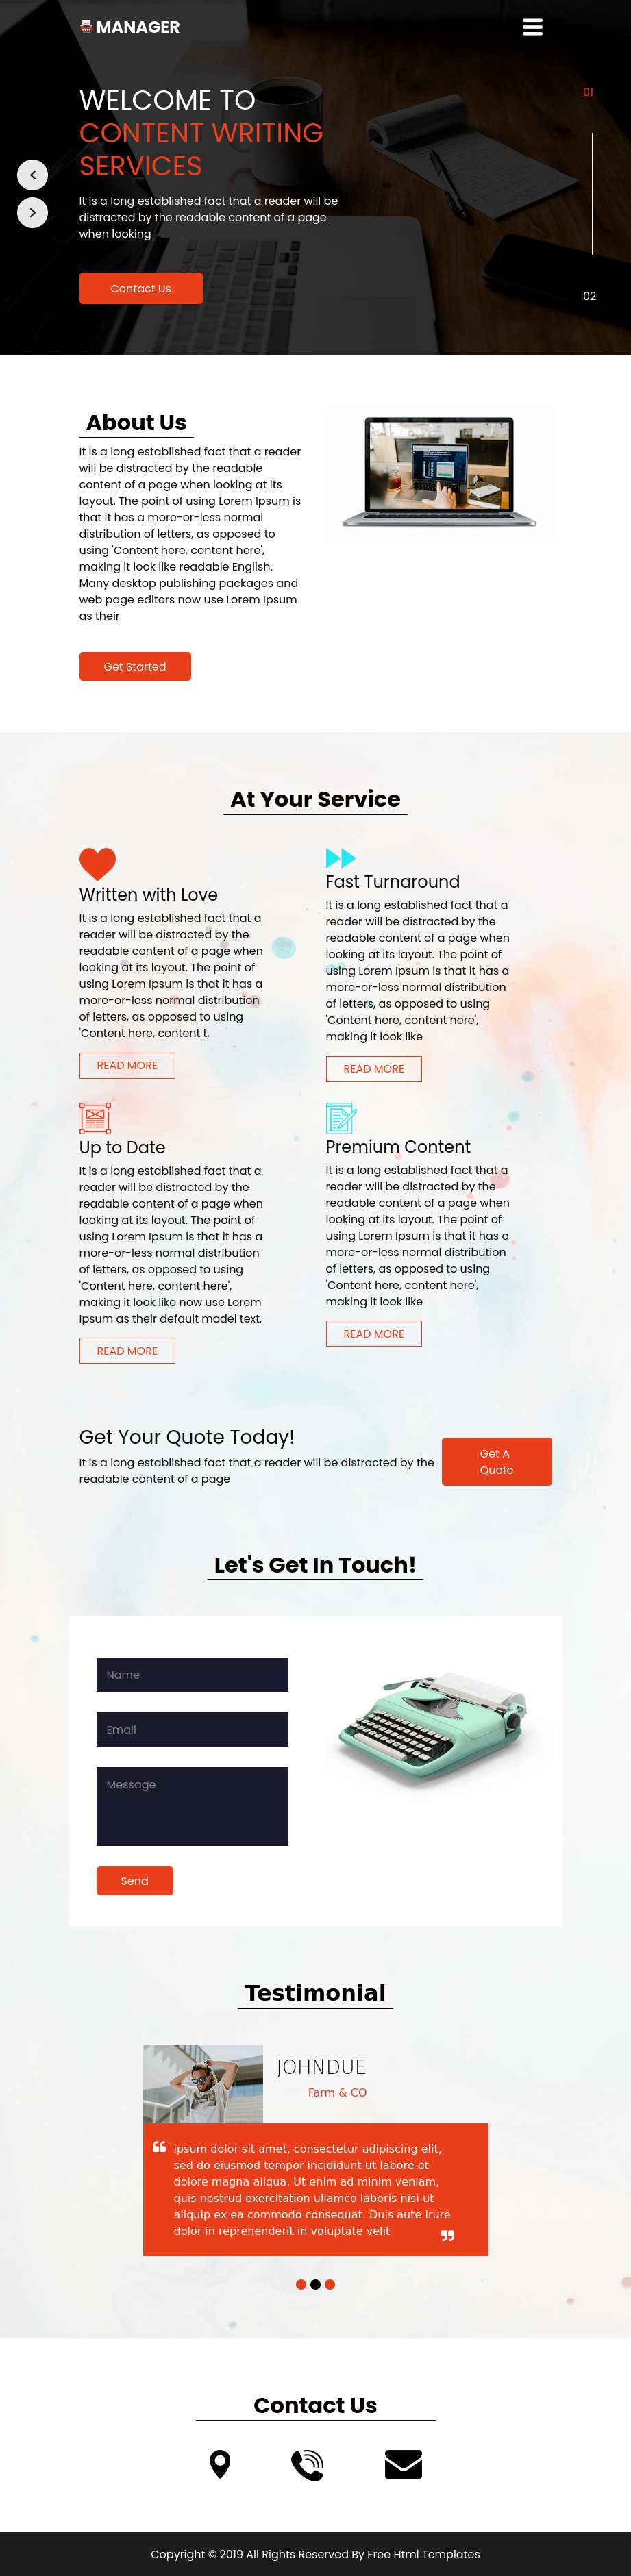 MANAGER
WELCOME TO
CONTENT WRITING
SERVICES
It is a long established fact that a reader will be
distracted by the readable content of a page
when looking
Contact Us
01
02
About Us
It is a long established fact that a reader
will be distracted by the readable
content of a page when looking at its
layout. The point of using Lorem Ipsum is
that it has a more-or-less normal
distribution of letters, as opposed to
using 'Content here, content here',
making it look like readable English.
Many desktop publishing packages and
web page editors now use Lorem Ipsum
as their
Get Started
At Your Service
Written with Love
It is a long established fact that a
reader will be distracted by the
readable content of a page when
looking at its layout. The point of
using Lorem Ipsum is that it has a
more-or-less normal distribution
of letters, as opposed to using
'Content here, content t,
READ MORE
Fast Turnaround
It is a long established fact that a
reader will be distracted by the
readable content of a page when
looking at its layout. The point of
using Lorem Ipsum is that it has a
more-or-less normal distribution
of letters, as opposed to using
'Content here, content here',
making it look like
READ MORE
Up to Date
It is a long established fact that a
reader will be distracted by the
readable content of a page when
looking at its layout. The point of
using Lorem Ipsum is that it has a
more-or-less normal distribution
of letters, as opposed to using
'Content here, content here',
making it look like now use Lorem
Ipsum as their default model text,
READ MORE
Premium Content
It is a long established fact that a
reader will be distracted by the
readable content of a page when
looking at its layout. The point of
using Lorem Ipsum is that it has a
more-or-less normal distribution
of letters, as opposed to using
'Content here, content here',
making it look like
READ MORE
Get Your Quote Today!
It is a long established fact that a reader will be distracted by the
readable content of a page
Get A
Quote
Let's Get In Touch!
Name
Email
Message
Send
Testimonial
JOHNDUE
Farm & CO
ipsum dolor sit amet, consectetur adipiscing elit,
sed do eiusmod tempor incididunt ut labore et
dolore magna aliqua. Ut enim ad minim veniam,
quis nostrud exercitation ullamco laboris nisi ut
aliquip ex ea commodo consequat. Duis aute irure
dolor in reprehenderit in voluptate velit
Contact Us
Copyright © 2019 All Rights Reserved By Free Html Templates